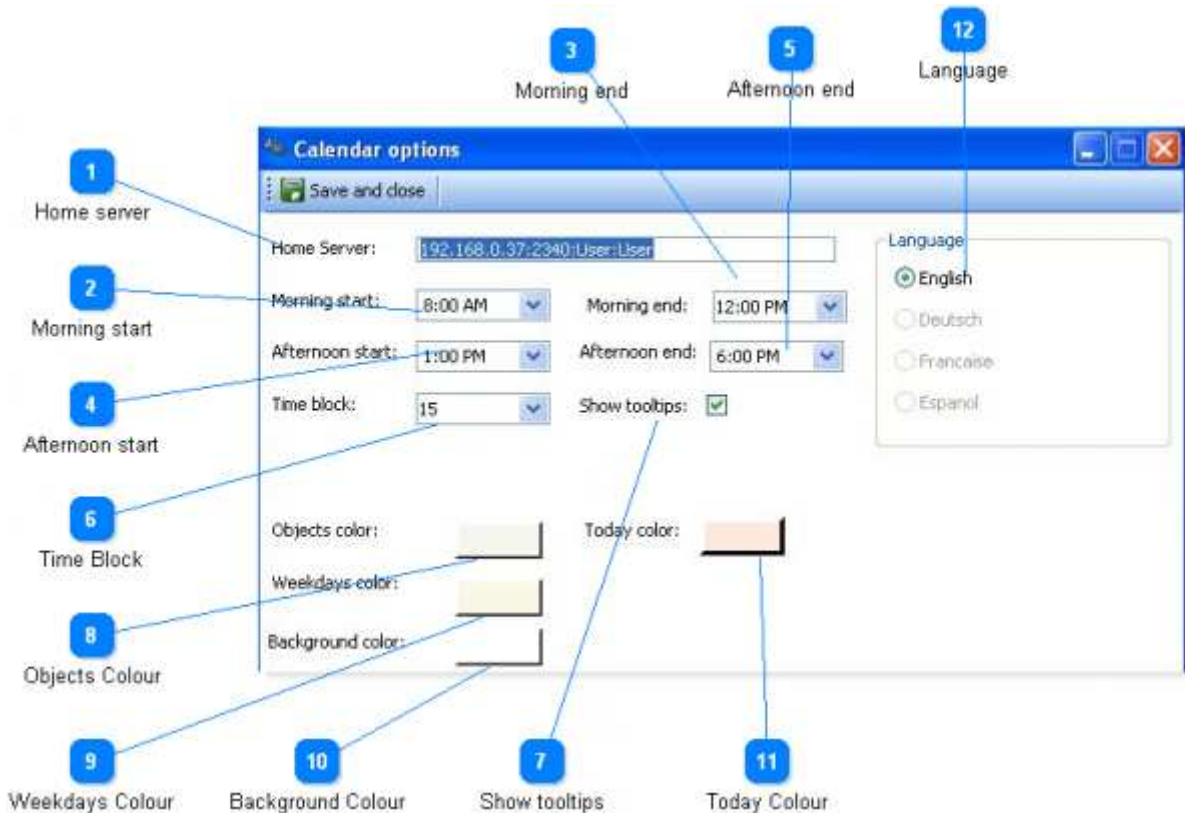 3
5
12
Morning end
Afternoon end
Language
Calendar options
1
Save and close
Home server
Home Server:
192.168.0.37:2340:User:User
Language
English
2
Morning start:
8:00 AM
Morning end:
12:00 PM
Morning start
Deutsch
Afternoon start:
1:00 PM
Afternoon end:
6:00 PM
Francaise
4
Time block:
15
Show tooltips:
Espanol
Afternoon start
6
Objects color:
Today color:
Time Block
Weekdays color:
8
Background color:
Objects Colour
9
10
7
11
Weekdays Colour
Background Colour
Show tooltips
Today Colour